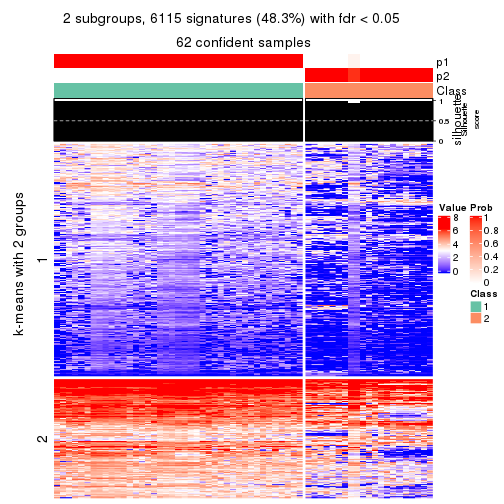 2 subgroups, 6115 signatures (48.3%) with fdr < 0.05
62 confident samples
p1
p2
Class
silhouette
Silhouette
score
1
0.5
0
k-means with 2 groups
1
2
Value
8
6
4
2
0
Prob
1
0.8
0.6
0.4
0.2
0
Class
1
2